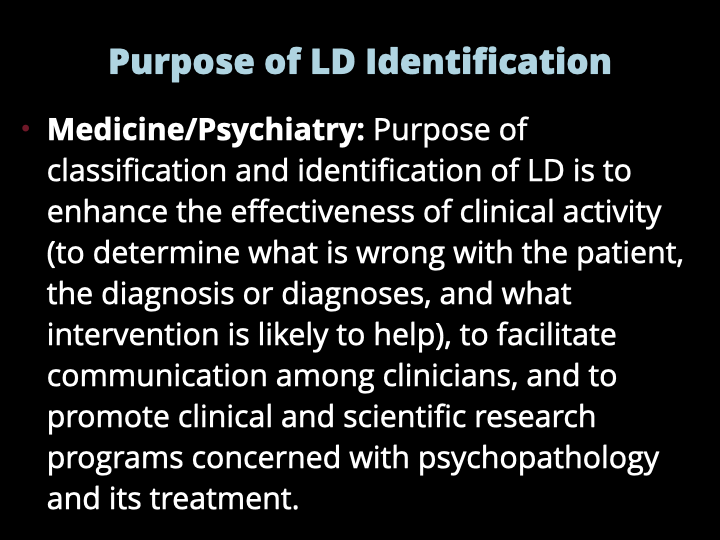 Purpose of LD Identification
• Medicine/Psychiatry: Purpose of
classification and identification of LD is to
enhance the effectiveness of clinical activity
(to determine what is wrong with the patient,
the diagnosis or diagnoses, and what
intervention is likely to help), to facilitate
communication among clinicians, and to
promote clinical and scientific research
programs concerned with psychopathology
and its treatment.